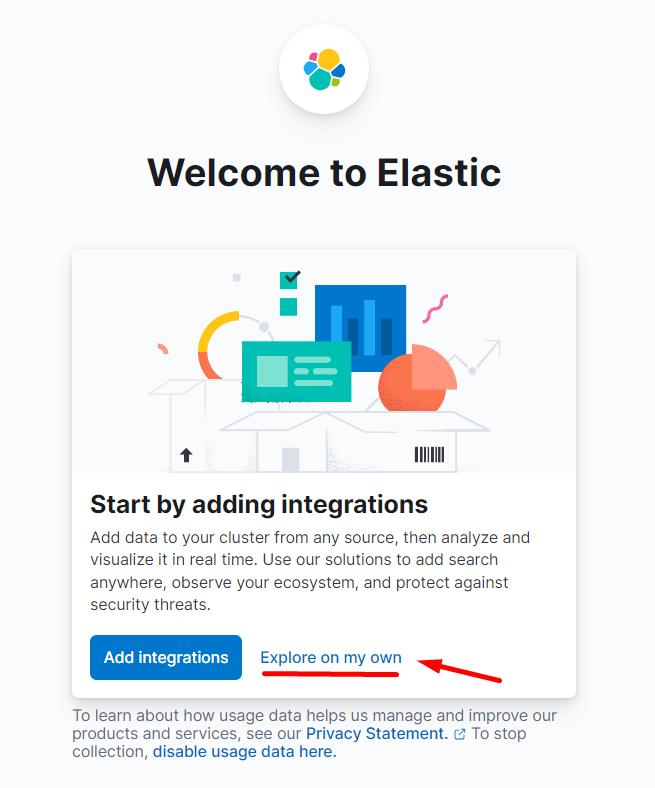 Welcome to Elastic
Start by adding integrations
Add data to your cluster from any source, then analyze and
visualize it in real time. Use our solutions to add search
anywhere, observe your ecosystem, and protect against
security threats.
Add integrations Explore on my own
To learn about how usage data helps us manage and improve our
products and services, see our Privacy Statement. To stop
collection, disable usage data here.